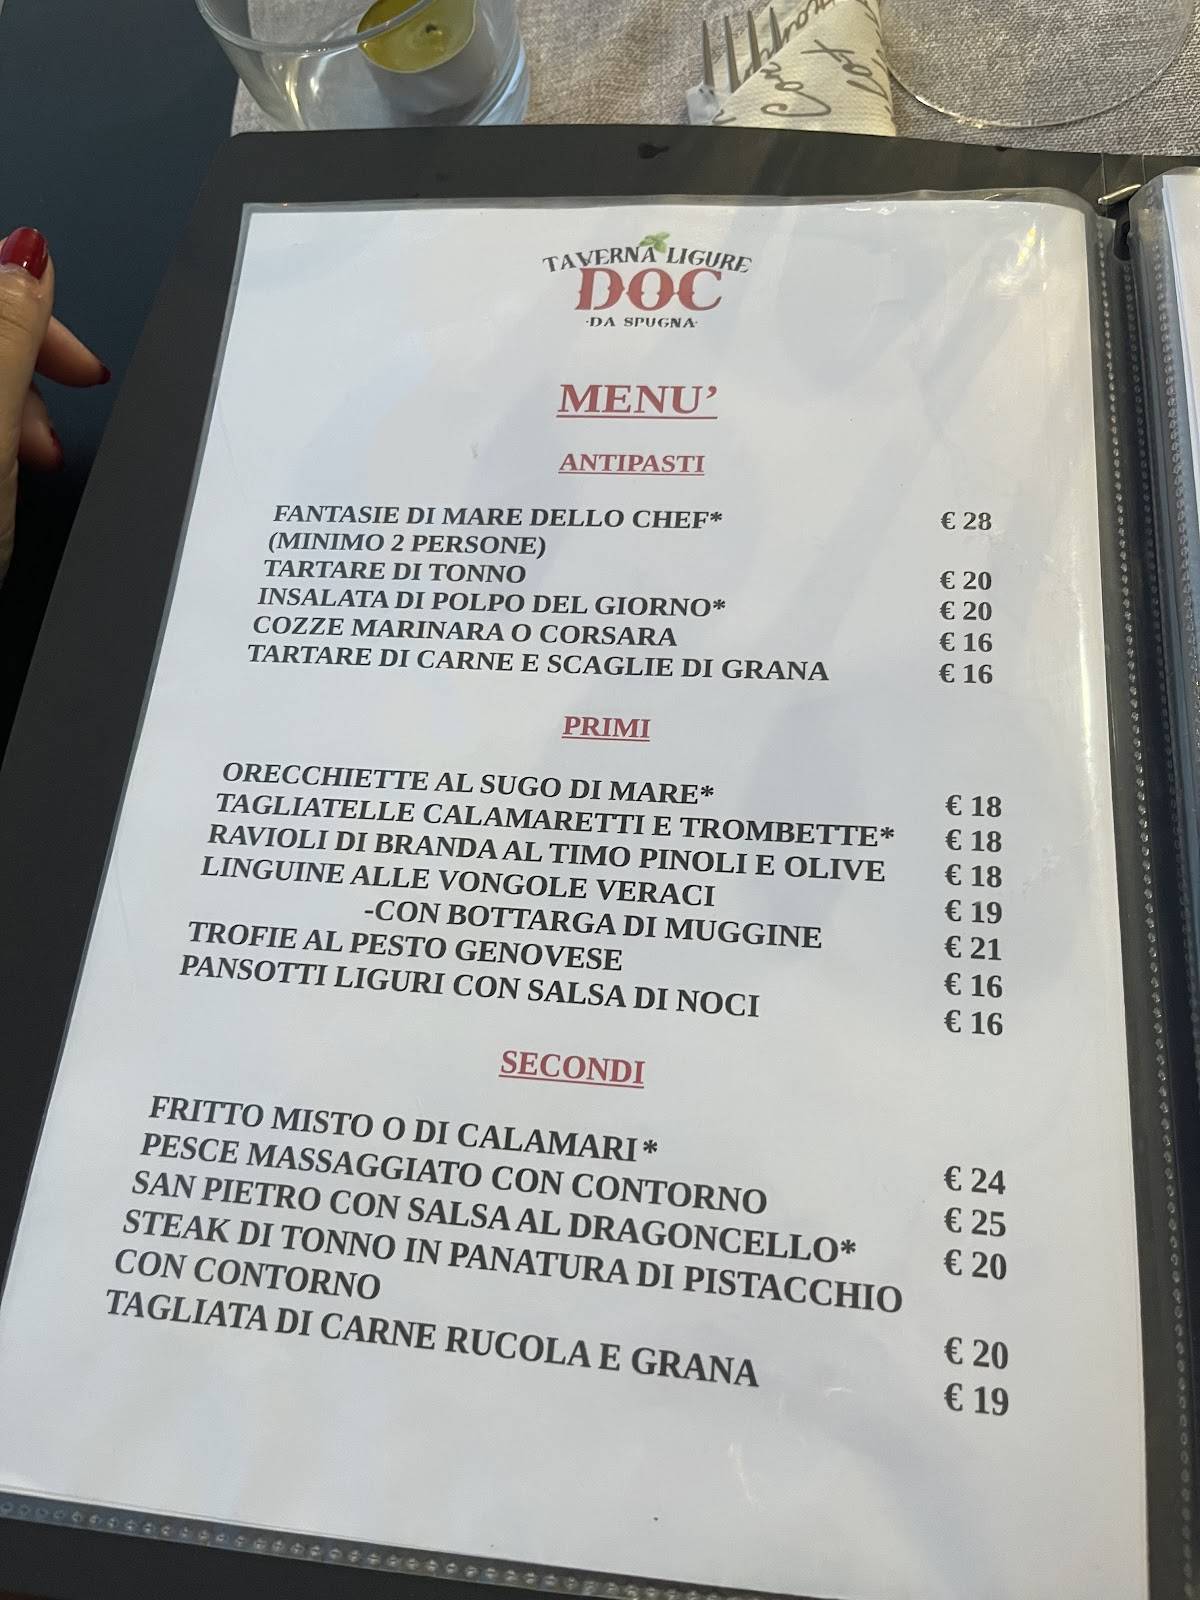 TAVERNA LIGURE
DOC
·DA SPUGNA·
MENU’
ANTIPASTI
FANTASIE DI MARE DELLO CHEF* € 28
(MINIMO 2 PERSONE)
TARTARE DI TONNO € 20
INSALATA DI POLPO DEL GIORNO* € 20
COZZE MARINARA O CORSARA € 16
TARTARE DI CARNE E SCAGLIE DI GRANA € 16
PRIMI
ORECCHIETTE AL SUGO DI MARE* € 18
TAGLIATELLE CALAMARETTI E TROMBETTE* € 18
RAVIOLI DI BRANDA AL TIMO PINOLI E OLIVE € 18
LINGUINE ALLE VONGOLE VERACI € 19
-CON BOTTARGA DI MUGGINE € 21
TROFIE AL PESTO GENOVESE € 16
PANSOTTI LIGURI CON SALSA DI NOCI € 16
SECONDI
FRITTO MISTO O DI CALAMARI* € 24
PESCE MASSAGGIATO CON CONTORNO € 25
SAN PIETRO CON SALSA AL DRAGONCELLO* € 20
STEAK DI TONNO IN PANATURA DI PISTACCHIO
CON CONTORNO € 20
TAGLIATA DI CARNE RUCOLA E GRANA € 19